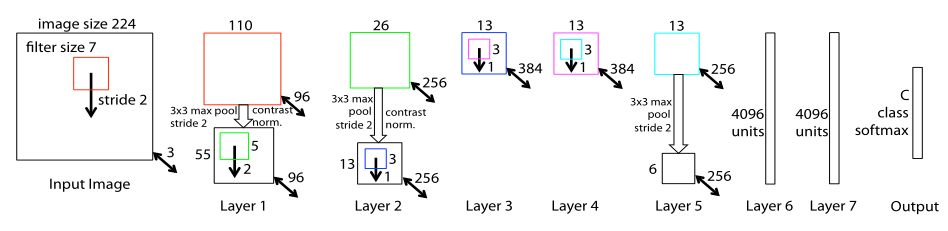 image size 224
filter size 7
stride 2
3
Input Image
110
96
3x3 max pool
stride 2
contrast
norm.
55
5
2
96
Layer 1
26
256
3x3 max
pool
stride 2
contrast
norm.
13
3
1
256
Layer 2
13
3
1
384
Layer 3
13
3
1
384
Layer 4
13
256
3x3 max
pool
stride 2
6
256
Layer 5
4096
units
Layer 6
4096
units
Layer 7
C
class
softmax
Output